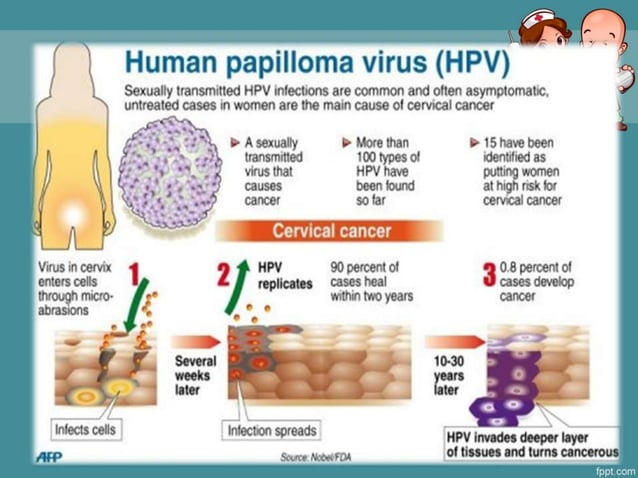 Human papilloma virus (HPV)
Sexually transmitted HPV infections are common and often asymptomatic,
untreated cases in women are the main cause of cervical cancer
A sexually
transmitted
virus that
causes
cancer
More than
100 types of
HPV have
been found
so far
15 have been
identified as
putting women
at high risk for
cervical cancer
Cervical cancer
Virus in cervix
enters cells
through micro-
abrasions
1
2
HPV
replicates
90 percent of
cases heal
within two years
3
0.8 percent of
cases develop
cancer
Several
weeks
later
10-30
years
later
Infects cells
Infection spreads
HPV invades deeper layer
of tissues and turns cancerous
AFP
Source: Nobel/FDA
fppt.com